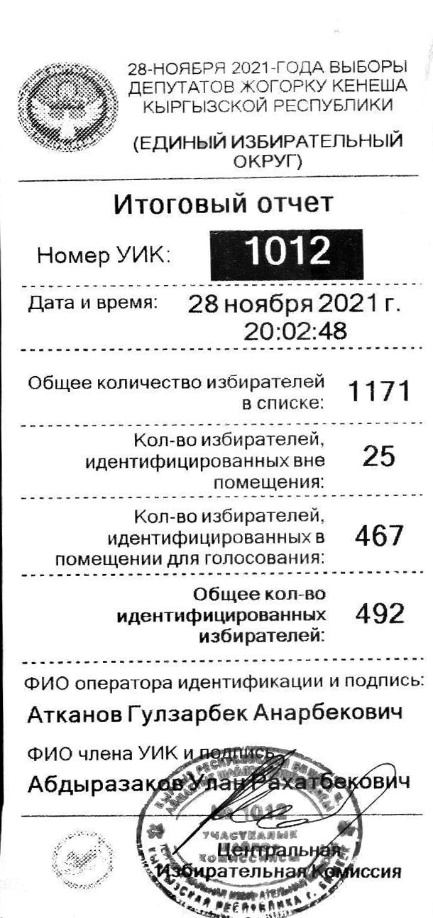 28-НОЯБРЯ 2021-ГОДА ВЫБОРЫ
ДЕПУТАТОВ ЖОГОРКУ КЕНЕША
КЫРГЫЗСКОЙ РЕСПУБЛИКИ
(ЕДИНЫЙ ИЗБИРАТЕЛЬНЫЙ
ОКРУГ)
Итоговый отчет
Номер УИК: 1012
Дата и время: 28 ноября 2021 г.
20:02:48
Общее количество избирателей
в списке: 1171
Кол-во избирателей,
идентифицированных вне
помещения: 25
Кол-во избирателей,
идентифицированных в
помещении для голосования: 467
Общее кол-во
идентифицированных
избирателей: 492
ФИО оператора идентификации и подпись:
Атканов Гулзарбек Анарбекович
ФИО члена УИК и подпись:
Абдыразаков Улан Рахатбекович
№ 1012
УЧАСТКАЛЫК
ШАЙЛОО
КОМИССИЯСЫ
Центральная
Избирательная Комиссия